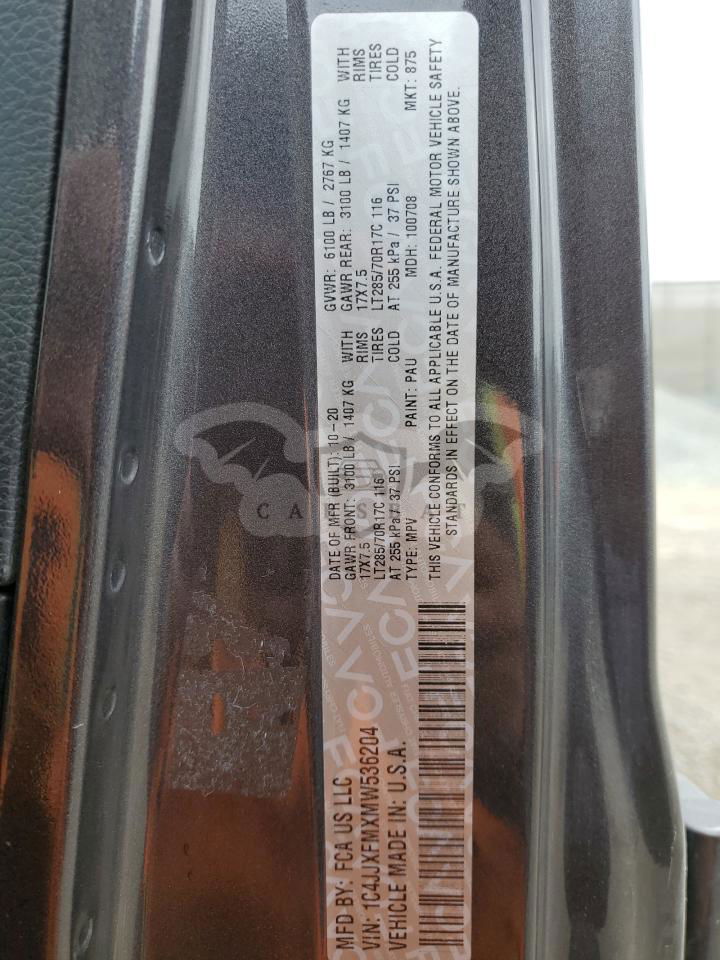 MFD BY: FCA US LLC
DATE OF MFR (BUILT): 10-20
GVWR: 6100 LB / 2767 KG
GAWR FRONT: 3100 LB / 1407 KG WITH
GAWR REAR: 3100 LB / 1407 KG WITH
17X7.5 RIMS
17X7.5 RIMS
LT285/70R17C 116 TIRES
LT285/70R17C 116 TIRES
AT 255 kPa / 37 PSI COLD
AT 255 kPa / 37 PSI COLD
VIN: 1C4JJXFMXMW536204
TYPE: MPV PAINT: PAU MDH: 100708 MKT: 875
VEHICLE MADE IN: U.S.A.
THIS VEHICLE CONFORMS TO ALL APPLICABLE U.S.A. FEDERAL MOTOR VEHICLE SAFETY
STANDARDS IN EFFECT ON THE DATE OF MANUFACTURE SHOWN ABOVE.